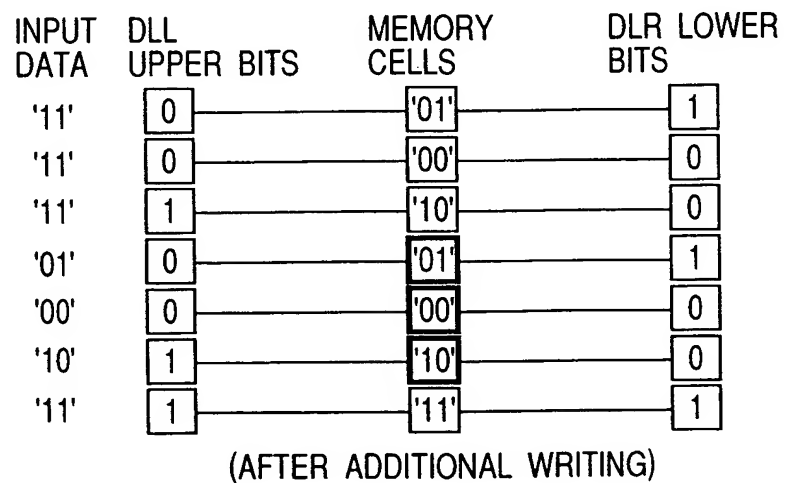 INPUT DLL MEMORY DLR LOWER
DATA UPPER BITS CELLS BITS
'11' 0 '01' 1
'11' 0 '00' 0
'11' 1 '10' 0
'01' 0 '01' 1
'00' 0 '00' 0
'10' 1 '10' 0
'11' 1 '11' 1
(AFTER ADDITIONAL WRITING)